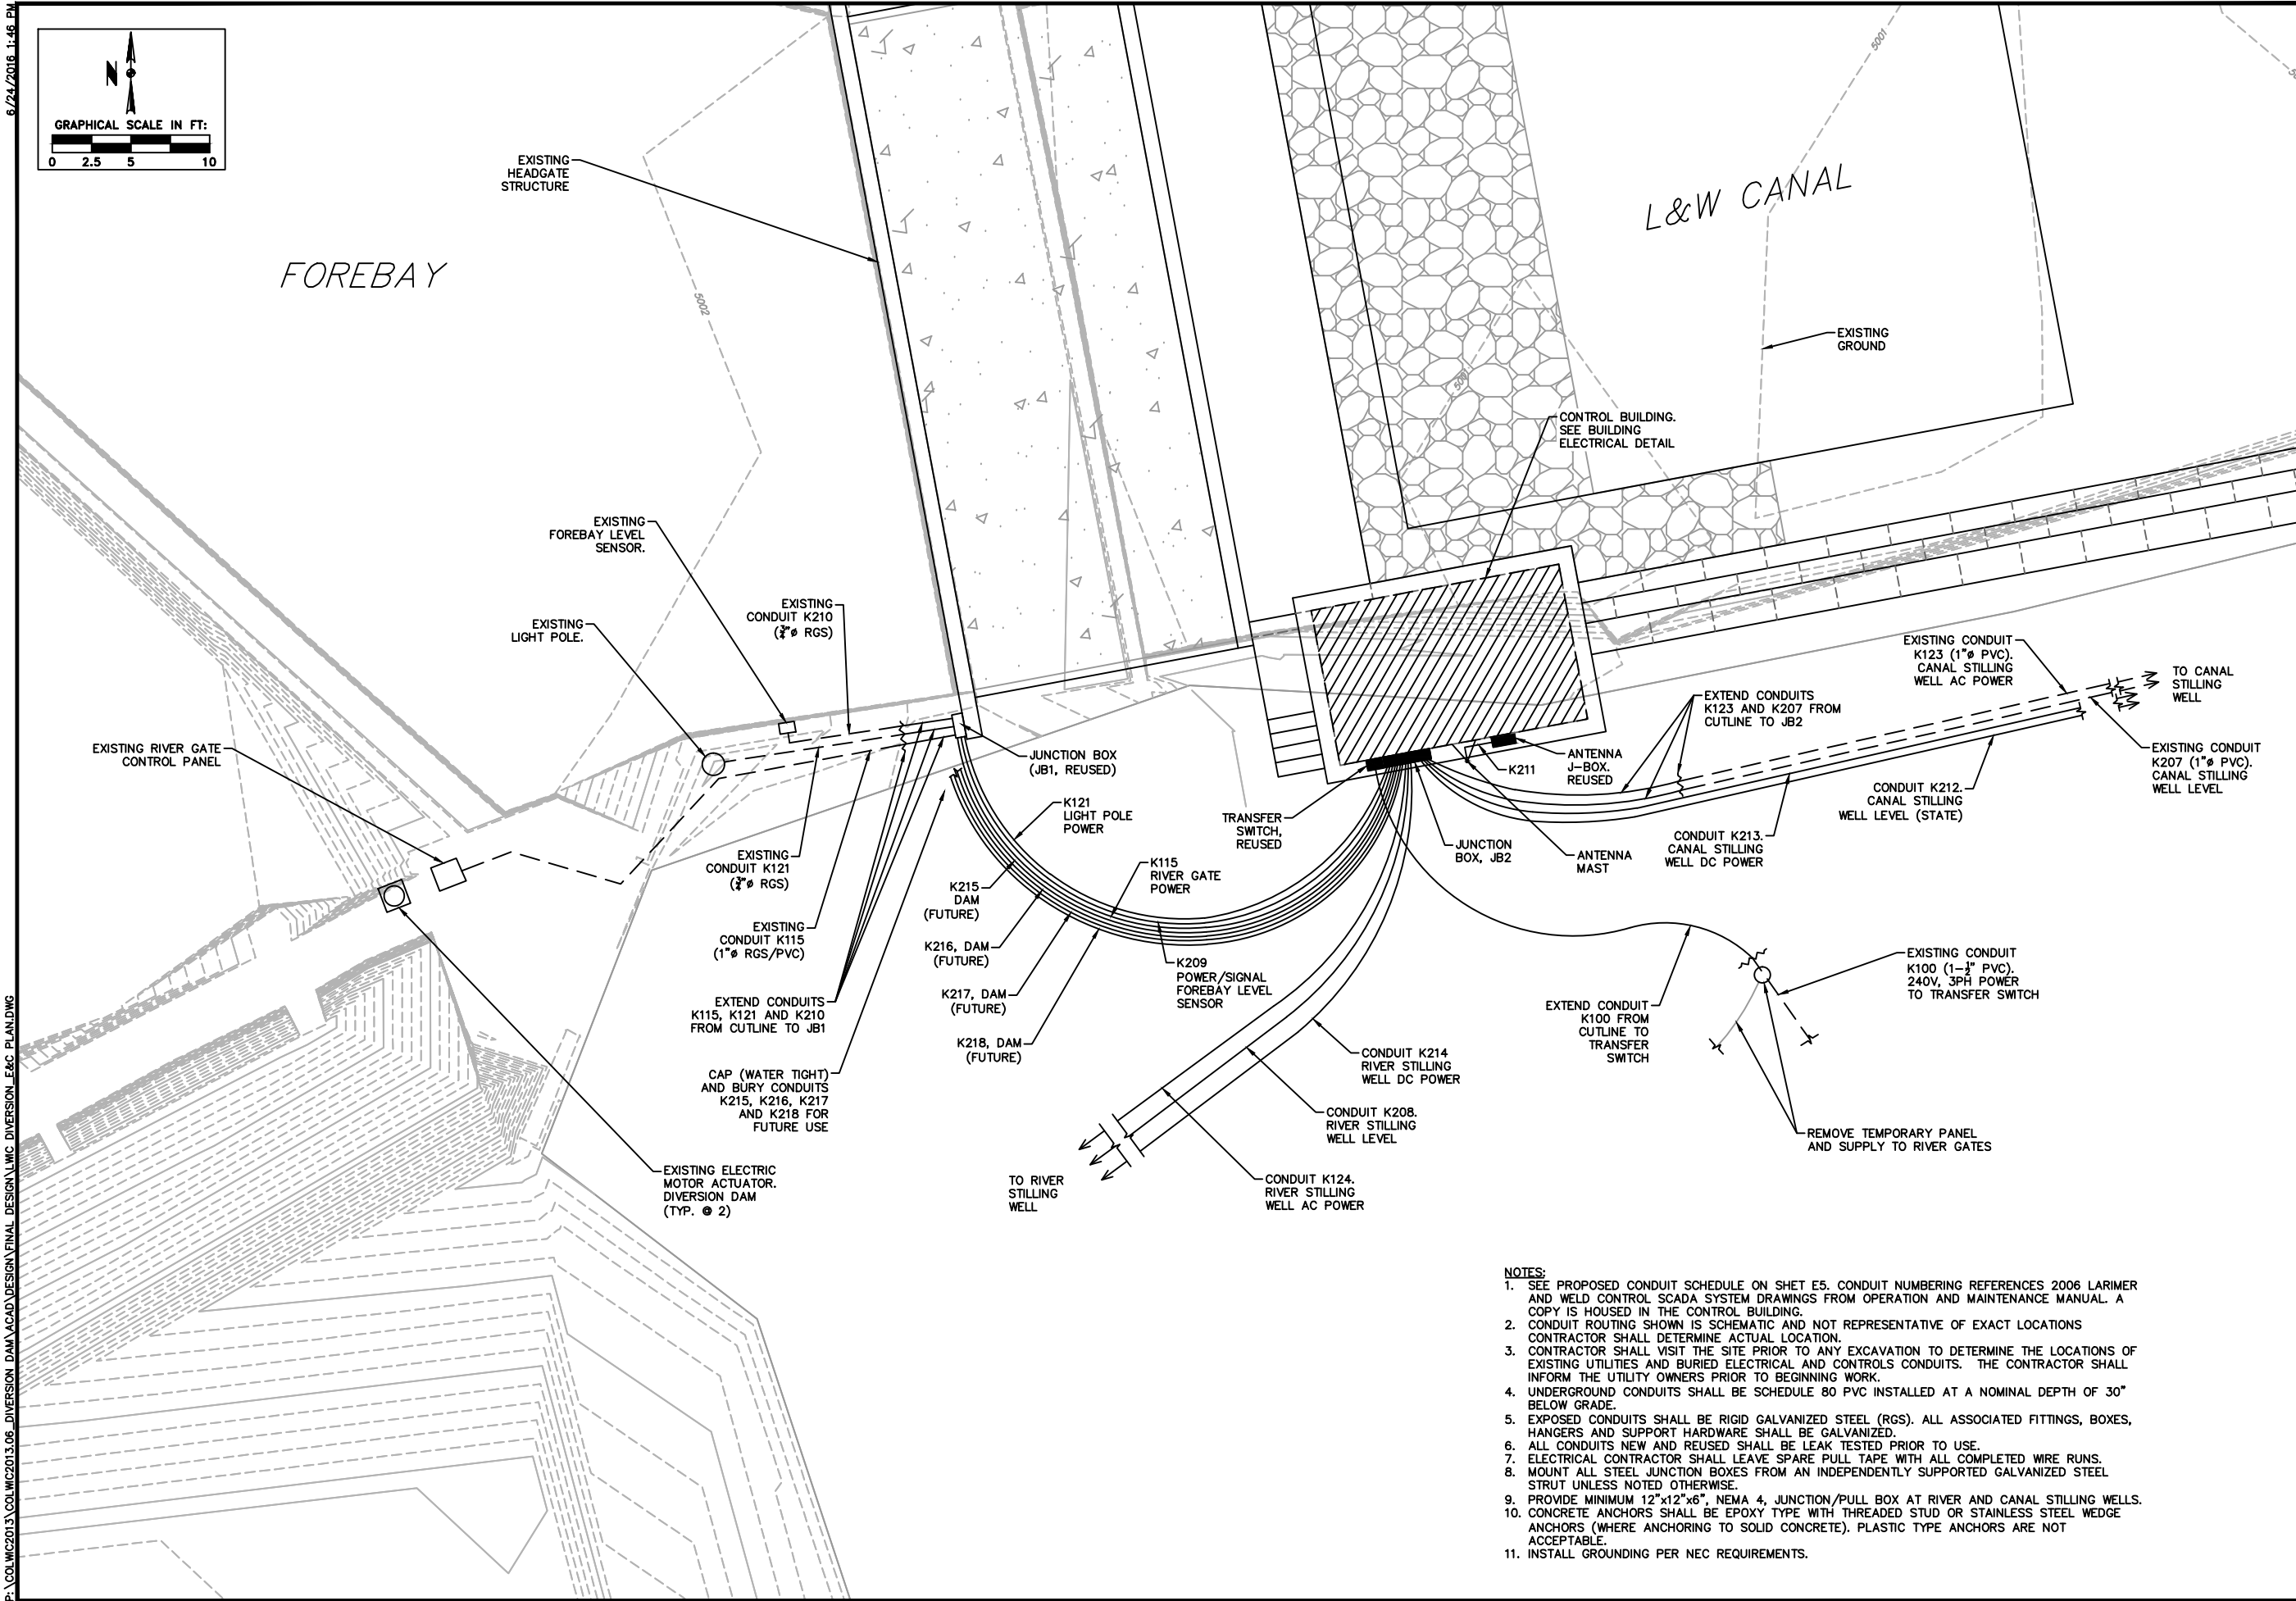 6/24/2016 1:46 PM
N
GRAPHICAL SCALE IN FT:
0 2.5 5 10
EXISTING
HEADGATE
STRUCTURE
FOREBAY
5002
5001
L&W CANAL
EXISTING
GROUND
5001
CONTROL BUILDING.
SEE BUILDING
ELECTRICAL DETAIL
EXISTING
FOREBAY LEVEL
SENSOR.
EXISTING
CONDUIT K210
(¾"ø RGS)
EXISTING
LIGHT POLE.
EXISTING RIVER GATE
CONTROL PANEL
JUNCTION BOX
(JB1, REUSED)
EXISTING CONDUIT
K123 (1"ø PVC).
CANAL STILLING
WELL AC POWER
TO CANAL
STILLING
WELL
EXTEND CONDUITS
K123 AND K207 FROM
CUTLINE TO JB2
EXISTING CONDUIT
K207 (1"ø PVC).
CANAL STILLING
WELL LEVEL
ANTENNA
J-BOX.
REUSED
K211
CONDUIT K212.
CANAL STILLING
WELL LEVEL (STATE)
CONDUIT K213.
CANAL STILLING
WELL DC POWER
TRANSFER
SWITCH,
REUSED
JUNCTION
BOX, JB2
ANTENNA
MAST
K121
LIGHT POLE
POWER
EXISTING
CONDUIT K121
(¾"ø RGS)
K115
RIVER GATE
POWER
K215
DAM
(FUTURE)
EXISTING
CONDUIT K115
(1"ø RGS/PVC)
K216, DAM
(FUTURE)
K209
POWER/SIGNAL
FOREBAY LEVEL
SENSOR
K217, DAM
(FUTURE)
EXTEND CONDUITS
K115, K121 AND K210
FROM CUTLINE TO JB1
K218, DAM
(FUTURE)
EXISTING CONDUIT
K100 (1-½" PVC).
240V, 3PH POWER
TO TRANSFER SWITCH
EXTEND CONDUIT
K100 FROM
CUTLINE TO
TRANSFER
SWITCH
CAP (WATER TIGHT)
AND BURY CONDUITS
K215, K216, K217
AND K218 FOR
FUTURE USE
CONDUIT K214
RIVER STILLING
WELL DC POWER
CONDUIT K208.
RIVER STILLING
WELL LEVEL
REMOVE TEMPORARY PANEL
AND SUPPLY TO RIVER GATES
EXISTING ELECTRIC
MOTOR ACTUATOR.
DIVERSION DAM
(TYP. @ 2)
TO RIVER
STILLING
WELL
CONDUIT K124.
RIVER STILLING
WELL AC POWER
NOTES:
1. SEE PROPOSED CONDUIT SCHEDULE ON SHET E5. CONDUIT NUMBERING REFERENCES 2006 LARIMER
AND WELD CONTROL SCADA SYSTEM DRAWINGS FROM OPERATION AND MAINTENANCE MANUAL. A
COPY IS HOUSED IN THE CONTROL BUILDING.
2. CONDUIT ROUTING SHOWN IS SCHEMATIC AND NOT REPRESENTATIVE OF EXACT LOCATIONS
CONTRACTOR SHALL DETERMINE ACTUAL LOCATION.
3. CONTRACTOR SHALL VISIT THE SITE PRIOR TO ANY EXCAVATION TO DETERMINE THE LOCATIONS OF
EXISTING UTILITIES AND BURIED ELECTRICAL AND CONTROLS CONDUITS. THE CONTRACTOR SHALL
INFORM THE UTILITY OWNERS PRIOR TO BEGINNING WORK.
4. UNDERGROUND CONDUITS SHALL BE SCHEDULE 80 PVC INSTALLED AT A NOMINAL DEPTH OF 30"
BELOW GRADE.
5. EXPOSED CONDUITS SHALL BE RIGID GALVANIZED STEEL (RGS). ALL ASSOCIATED FITTINGS, BOXES,
HANGERS AND SUPPORT HARDWARE SHALL BE GALVANIZED.
6. ALL CONDUITS NEW AND REUSED SHALL BE LEAK TESTED PRIOR TO USE.
7. ELECTRICAL CONTRACTOR SHALL LEAVE SPARE PULL TAPE WITH ALL COMPLETED WIRE RUNS.
8. MOUNT ALL STEEL JUNCTION BOXES FROM AN INDEPENDENTLY SUPPORTED GALVANIZED STEEL
STRUT UNLESS NOTED OTHERWISE.
9. PROVIDE MINIMUM 12"x12"x6", NEMA 4, JUNCTION/PULL BOX AT RIVER AND CANAL STILLING WELLS.
10. CONCRETE ANCHORS SHALL BE EPOXY TYPE WITH THREADED STUD OR STAINLESS STEEL WEDGE
ANCHORS (WHERE ANCHORING TO SOLID CONCRETE). PLASTIC TYPE ANCHORS ARE NOT
ACCEPTABLE.
11. INSTALL GROUNDING PER NEC REQUIREMENTS.
P:\COLWIC2013\COLWIC2013.06_DIVERSION DAM\ACAD\DESIGN\FINAL DESIGN\LWIC DIVERSION_E&C PLAN.DWG